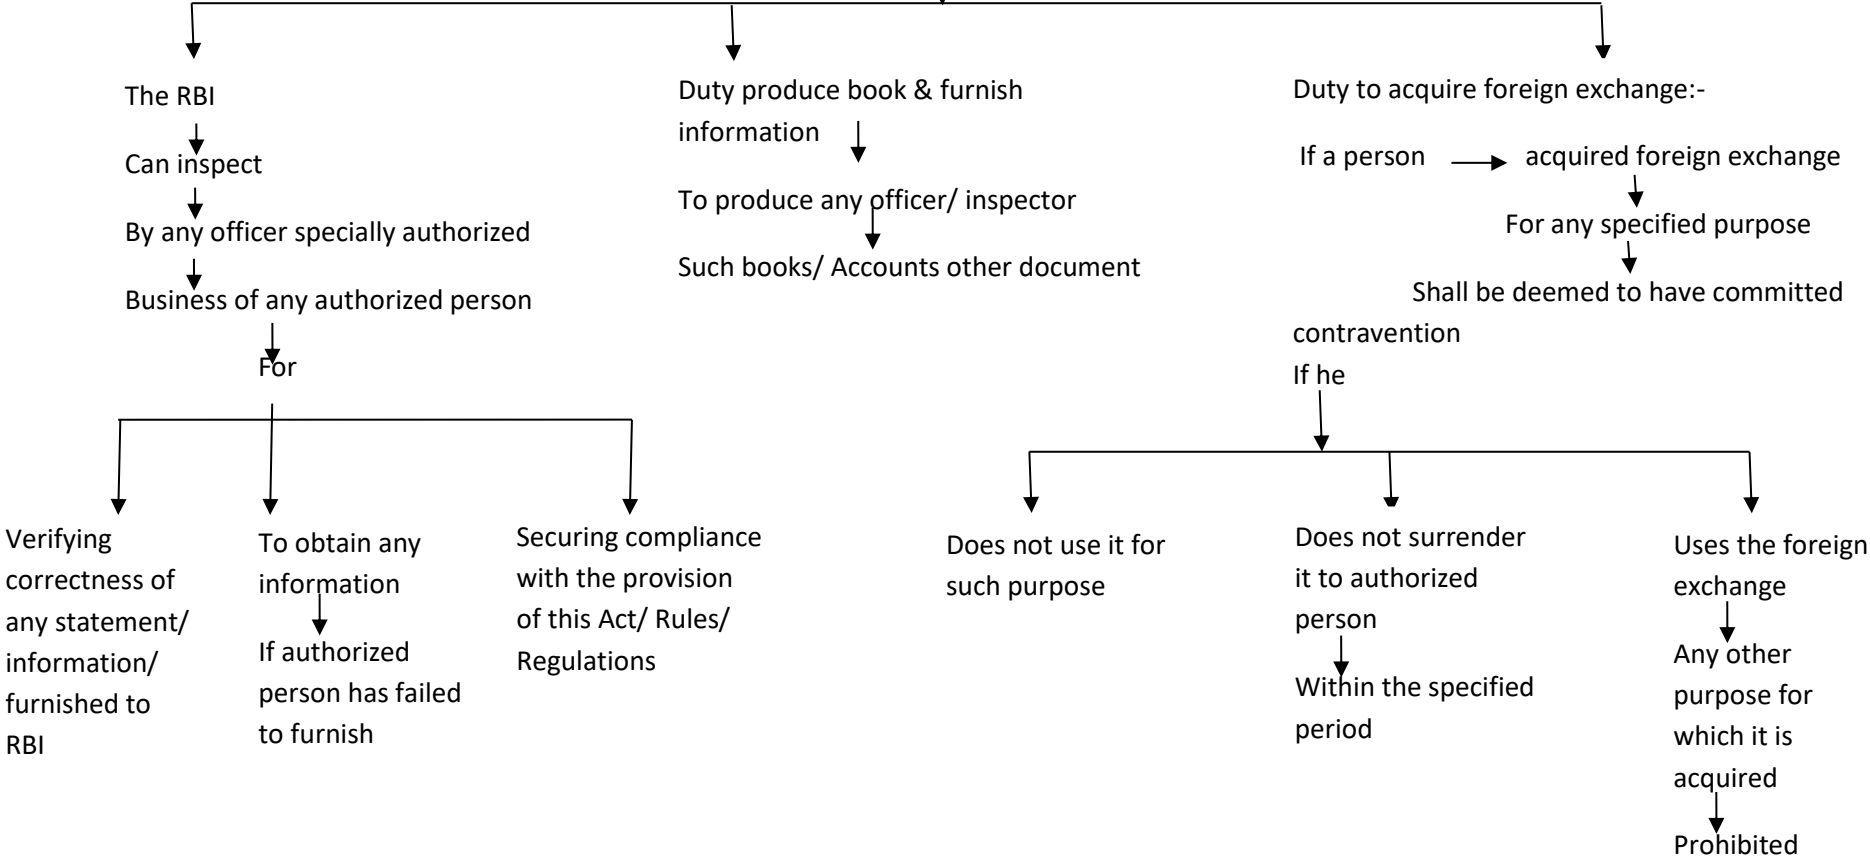 The RBI
Can inspect
By any officer specially authorized
Business of any authorized person
For
Verifying
correctness of
any statement/
information/
furnished to
RBI
To obtain any
information
If authorized
person has failed
to furnish
Securing compliance
with the provision
of this Act/ Rules/
Regulations
Duty produce book & furnish
information
To produce any officer/ inspector
Such books/ Accounts other document
Duty to acquire foreign exchange:-
If a person acquired foreign exchange
For any specified purpose
Shall be deemed to have committed
contravention
If he
Does not use it for
such purpose
Does not surrender
it to authorized
person
Within the specified
period
Uses the foreign
exchange
Any other
purpose for
which it is
acquired
Prohibited